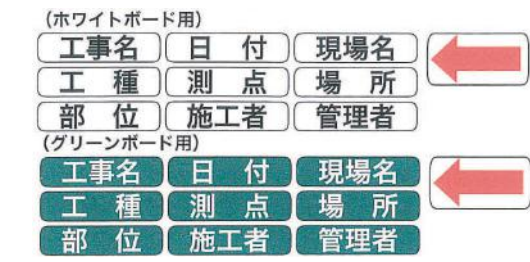 (ホワイトボード用)
工事名 日 付 現場名
工 種 測 点 場 所
部 位 施工者 管理者
(グリーンボード用)
工事名 日 付 現場名
工 種 測 点 場 所
部 位 施工者 管理者